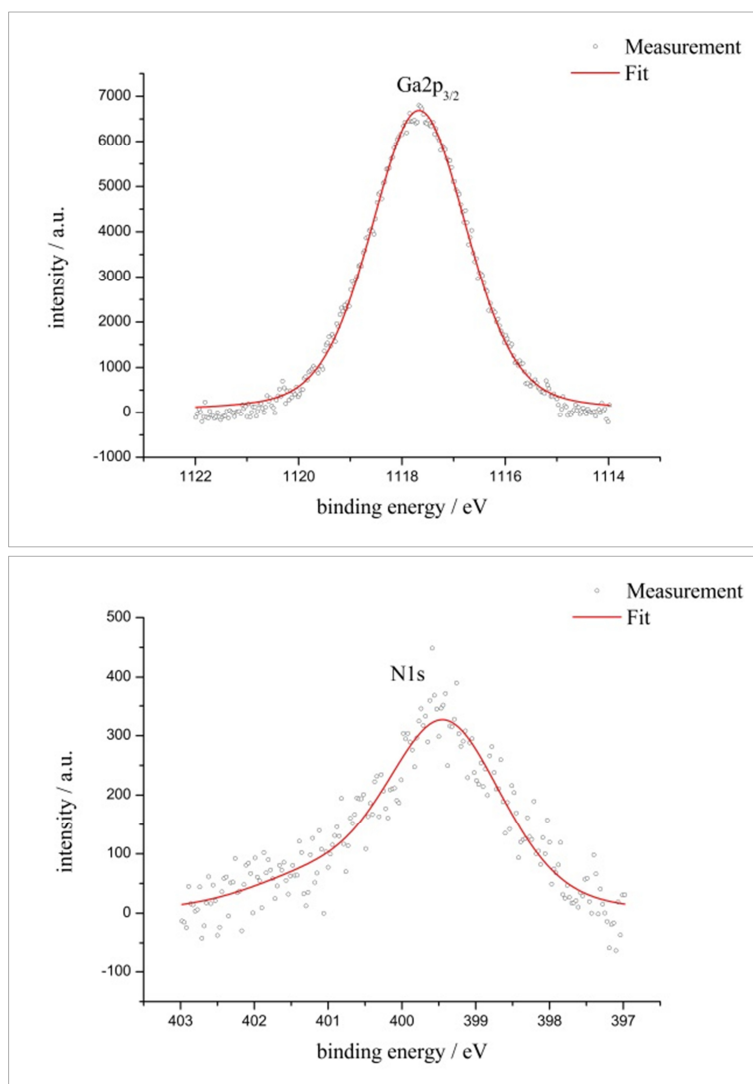 Measurement
Fit
Ga2p3/2
7000
6000
5000
4000
3000
2000
1000
0
-1000
intensity / a.u.
1122 1120 1118 1116 1114
binding energy / eV
Measurement
Fit
N1s
500
400
300
200
100
0
-100
intensity / a.u.
403 402 401 400 399 398 397
binding energy / eV